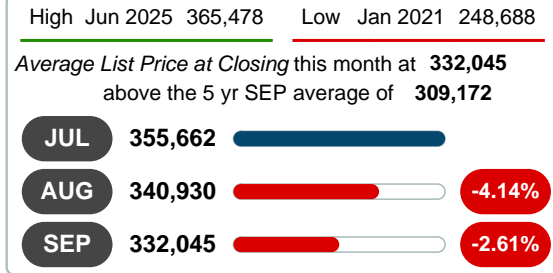 High Jun 2025 365,478 Low Jan 2021 248,688
Average List Price at Closing this month at 332,045
above the 5 yr SEP average of 309,172
JUL 355,662
AUG 340,930 -4.14%
SEP 332,045 -2.61%